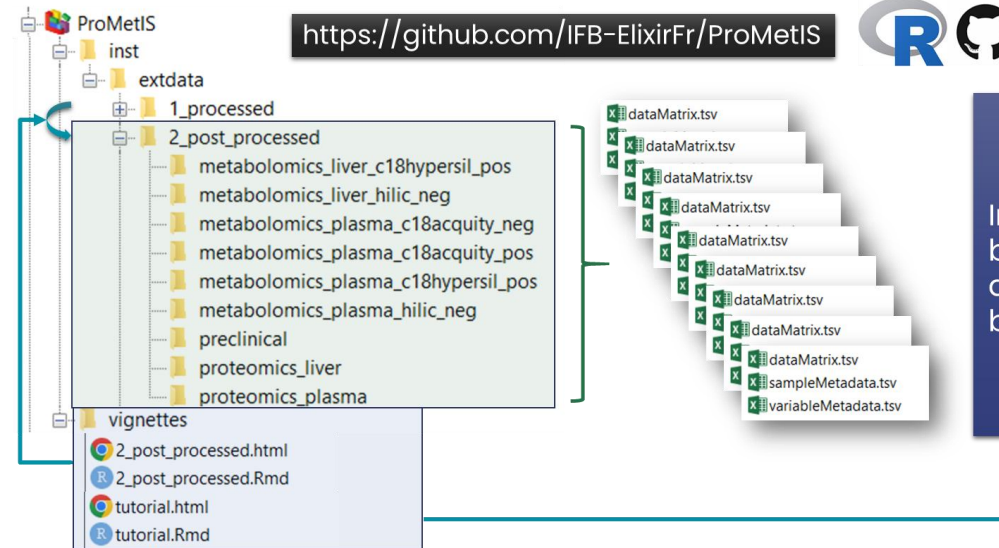 ProMetIS
https://github.com/IFB-ElixirFr/ProMetIS
R
inst
extdata
1_processed
2_post_processed
metabolomics_liver_c18hypersil_pos
metabolomics_liver_hilic_neg
metabolomics_plasma_c18acquity_neg
metabolomics_plasma_c18acquity_pos
metabolomics_plasma_c18hypersil_pos
metabolomics_plasma_hilic_neg
preclinical
proteomics_liver
proteomics_plasma
vignettes
2_post_processed.html
2_post_processed.Rmd
tutorial.html
tutorial.Rmd
dataMatrix.tsv
dataMatrix.tsv
dataMatrix.tsv
dataMatrix.tsv
dataMatrix.tsv
dataMatrix.tsv
dataMatrix.tsv
dataMatrix.tsv
dataMatrix.tsv
sampleMetadata.tsv
variableMetadata.tsv